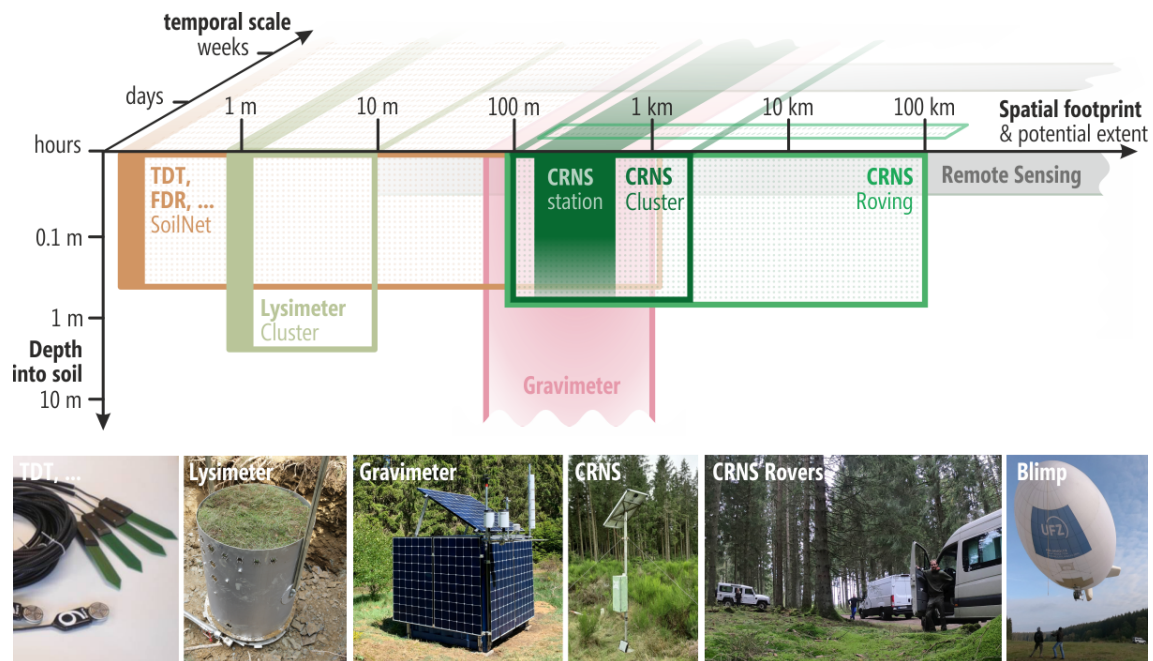 temporal scale
weeks
days
hours
1 m
10 m
100 m
1 km
10 km
100 km
Spatial footprint
& potential extent
TDT,
FDR, ...
SoilNet
CRNS
station
CRNS
Cluster
CRNS
Roving
Remote Sensing
0.1 m
1 m
10 m
Depth
into soil
Lysimeter
Cluster
Gravimeter
TDT, ...
Lysimeter
Gravimeter
CRNS
CRNS Rovers
Blimp
UFZ